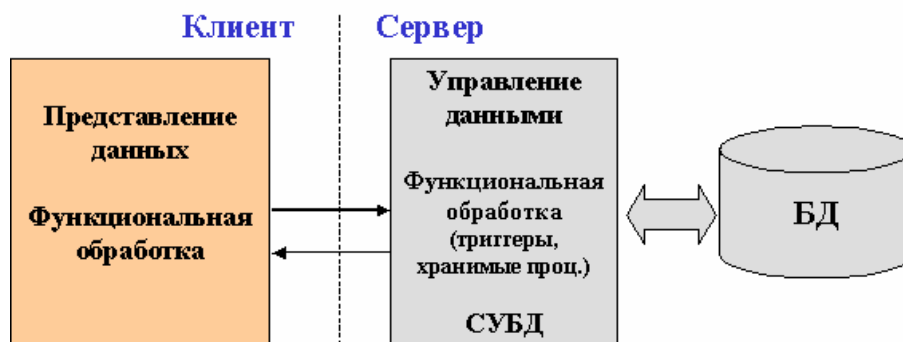 Клиент
Сервер
Представление
данных
Функциональная
обработка
Управление
данными
Функциональная
обработка
(триггеры,
хранимые проц.)
СУБД
БД